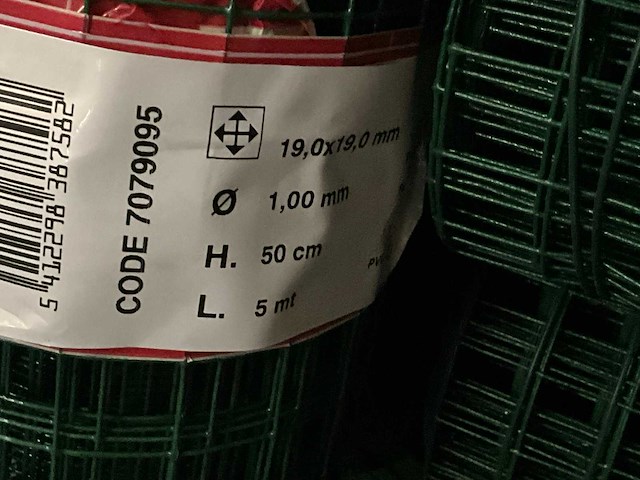 5 412298 387582
CODE 7079095
19,0x19,0 mm
Ø 1,00 mm
H. 50 cm
L. 5 mt